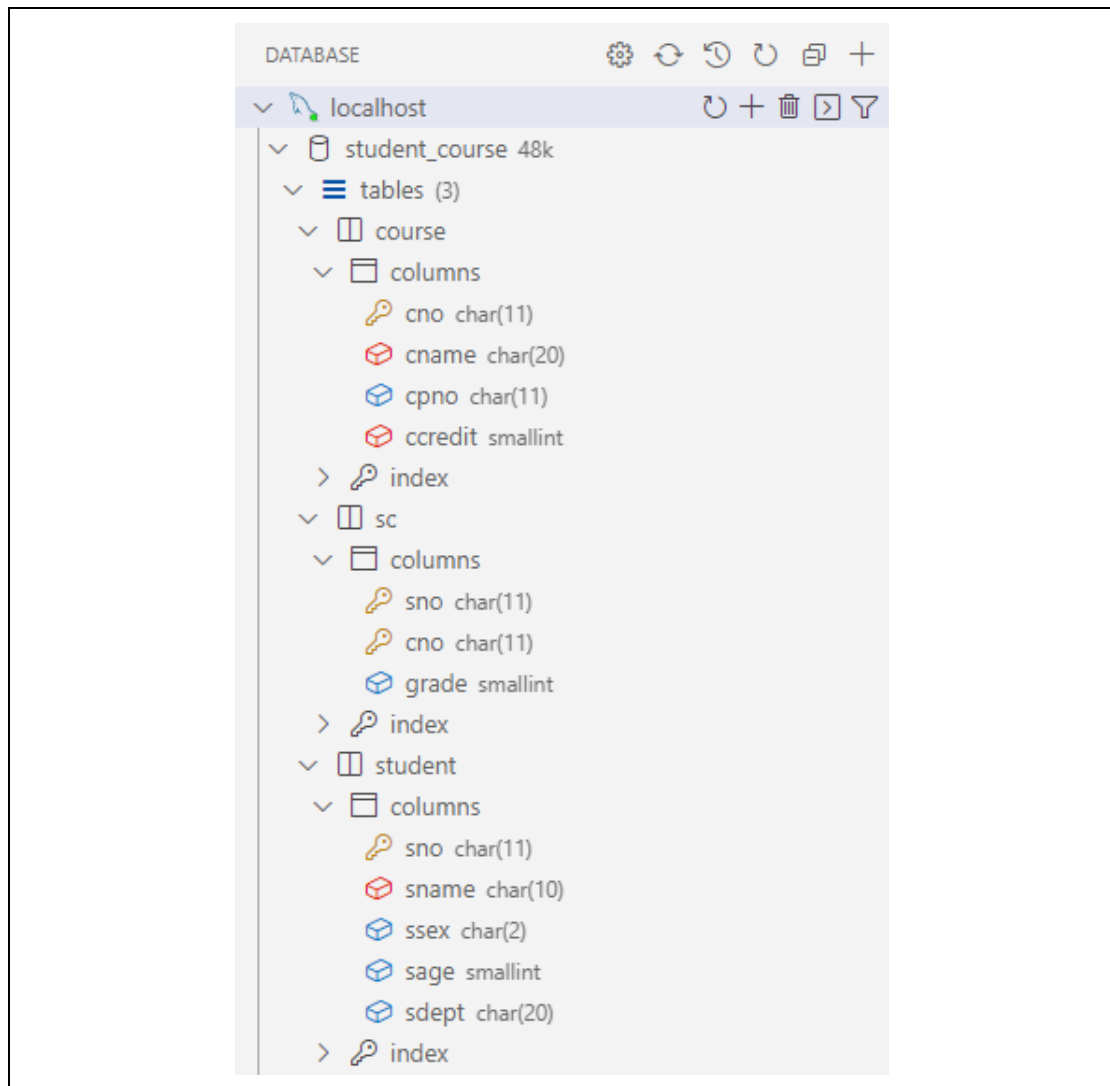 DATABASE
localhost
student_course 48k
tables (3)
course
columns
cno char(11)
cname char(20)
cpno char(11)
ccredit smallint
index
sc
columns
sno char(11)
cno char(11)
grade smallint
index
student
columns
sno char(11)
sname char(10)
ssex char(2)
sage smallint
sdept char(20)
index